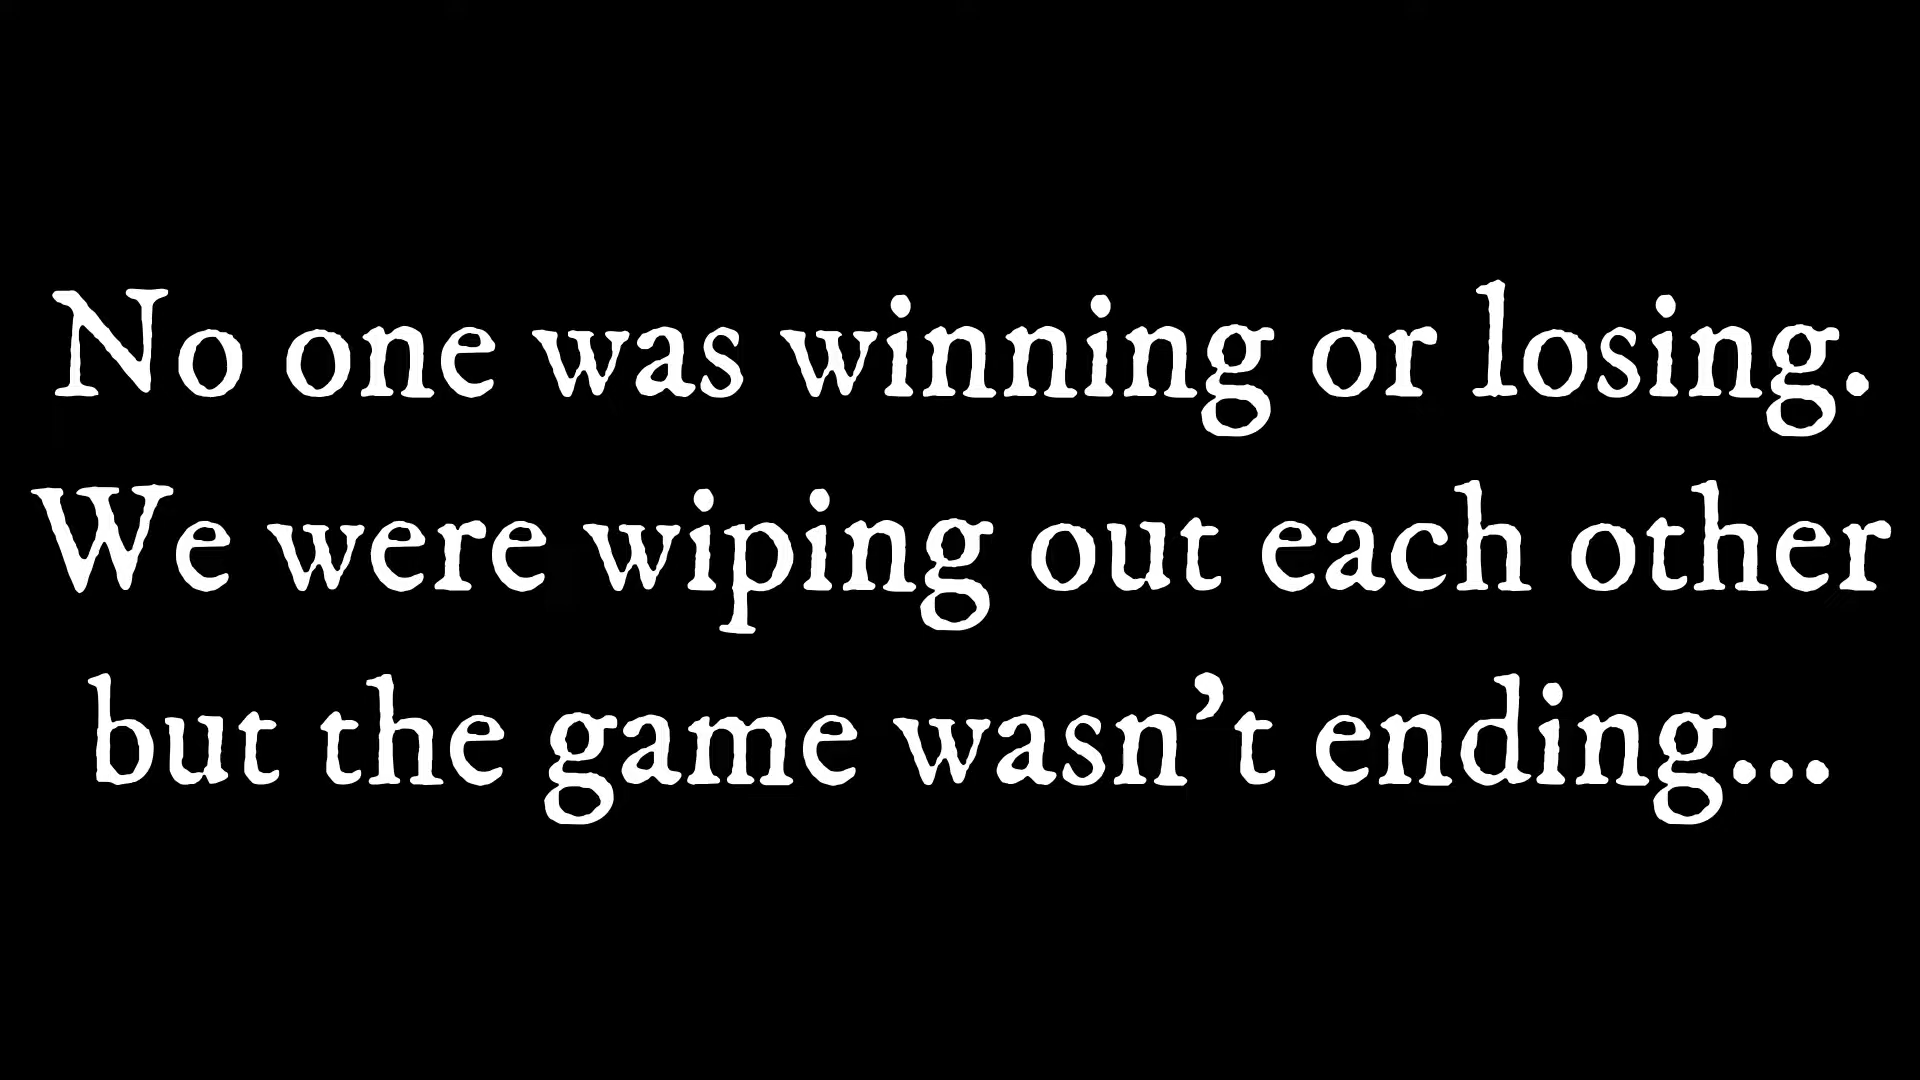 No one was winning or losing.
We were wiping out each other
but the game wasn’t ending...